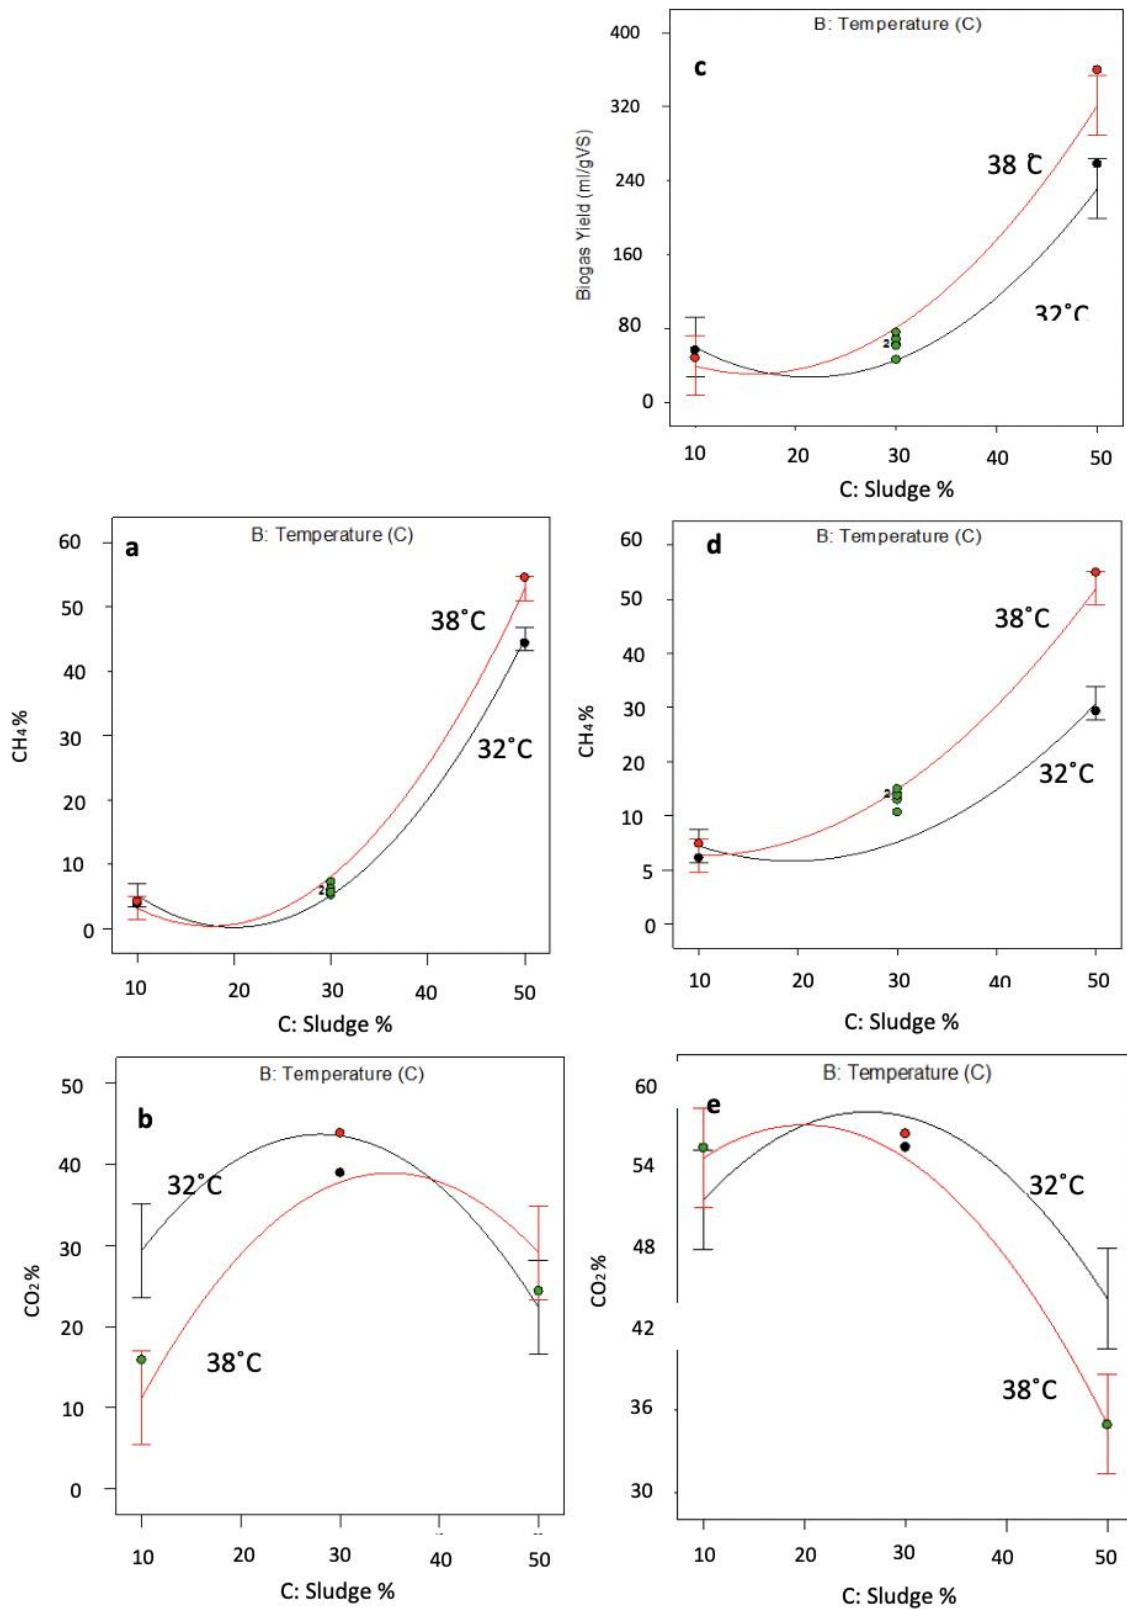 B: Temperature (C)
c
400
320
240
160
80
0
Biogas Yield (ml/gVS)
38 ˚C
32˚C
2
10
20
30
40
50
C: Sludge %
B: Temperature (C)
a
60
50
40
30
20
10
0
CH4%
38˚C
32˚C
2
10
20
30
40
50
C: Sludge %
B: Temperature (C)
d
60
50
40
30
20
10
5
0
CH4%
38˚C
32˚C
2
10
20
30
40
50
C: Sludge %
B: Temperature (C)
b
50
40
30
20
10
0
CO2%
32˚C
38˚C
10
20
30
40
50
C: Sludge %
B: Temperature (C)
e
60
54
48
42
36
30
CO2%
32˚C
38˚C
10
20
30
40
50
C: Sludge %